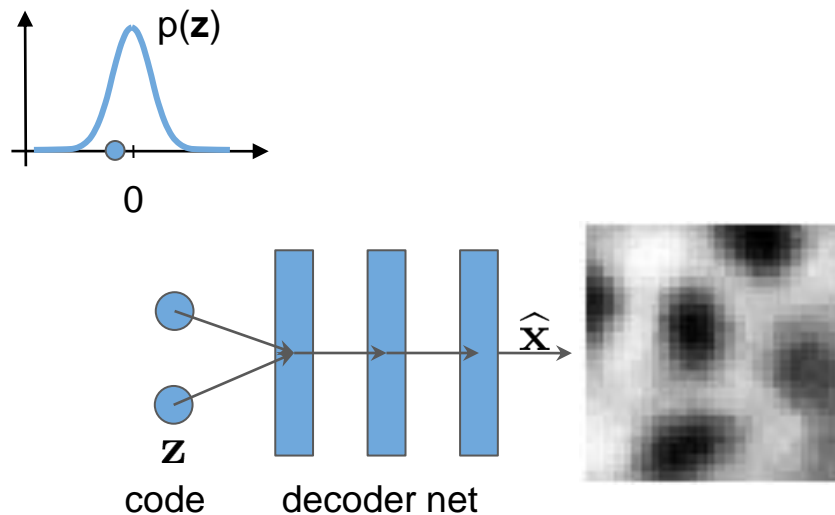 p(z)
0
x̂
z
code decoder net